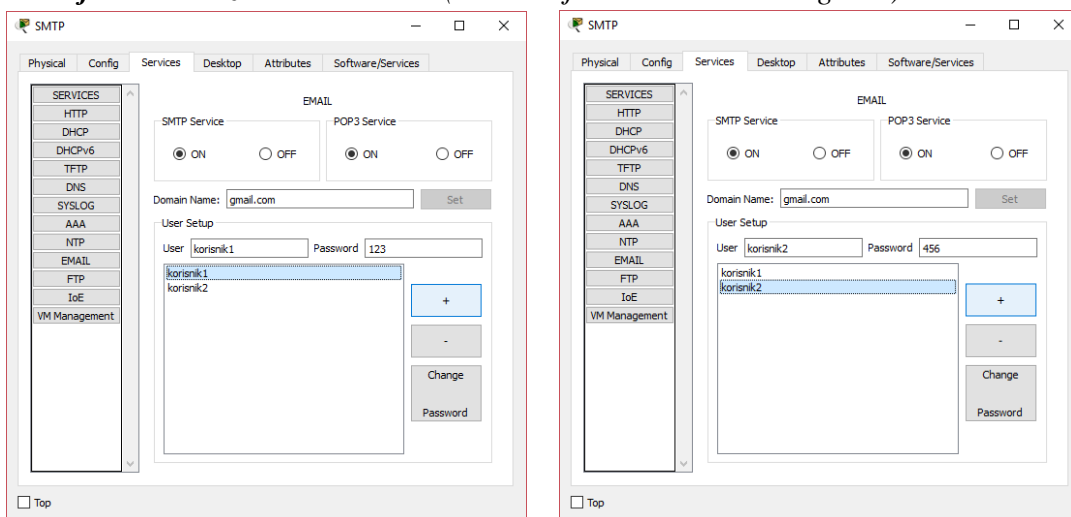 SMTP
Physical Config Services Desktop Attributes Software/Services
SERVICES
HTTP
DHCP
DHCPv6
TFTP
DNS
SYSLOG
AAA
NTP
EMAIL
FTP
IoE
VM Management
EMAIL
SMTP Service POP3 Service
ON OFF ON OFF
Domain Name: gmail.com Set
User Setup
User korisnik1 Password 123
korisnik1
korisnik2
+
-
Change
Password
Top
SMTP
Physical Config Services Desktop Attributes Software/Services
SERVICES
HTTP
DHCP
DHCPv6
TFTP
DNS
SYSLOG
AAA
NTP
EMAIL
FTP
IoE
VM Management
EMAIL
SMTP Service POP3 Service
ON OFF ON OFF
Domain Name: gmail.com Set
User Setup
User korisnik2 Password 456
korisnik1
korisnik2
+
-
Change
Password
Top